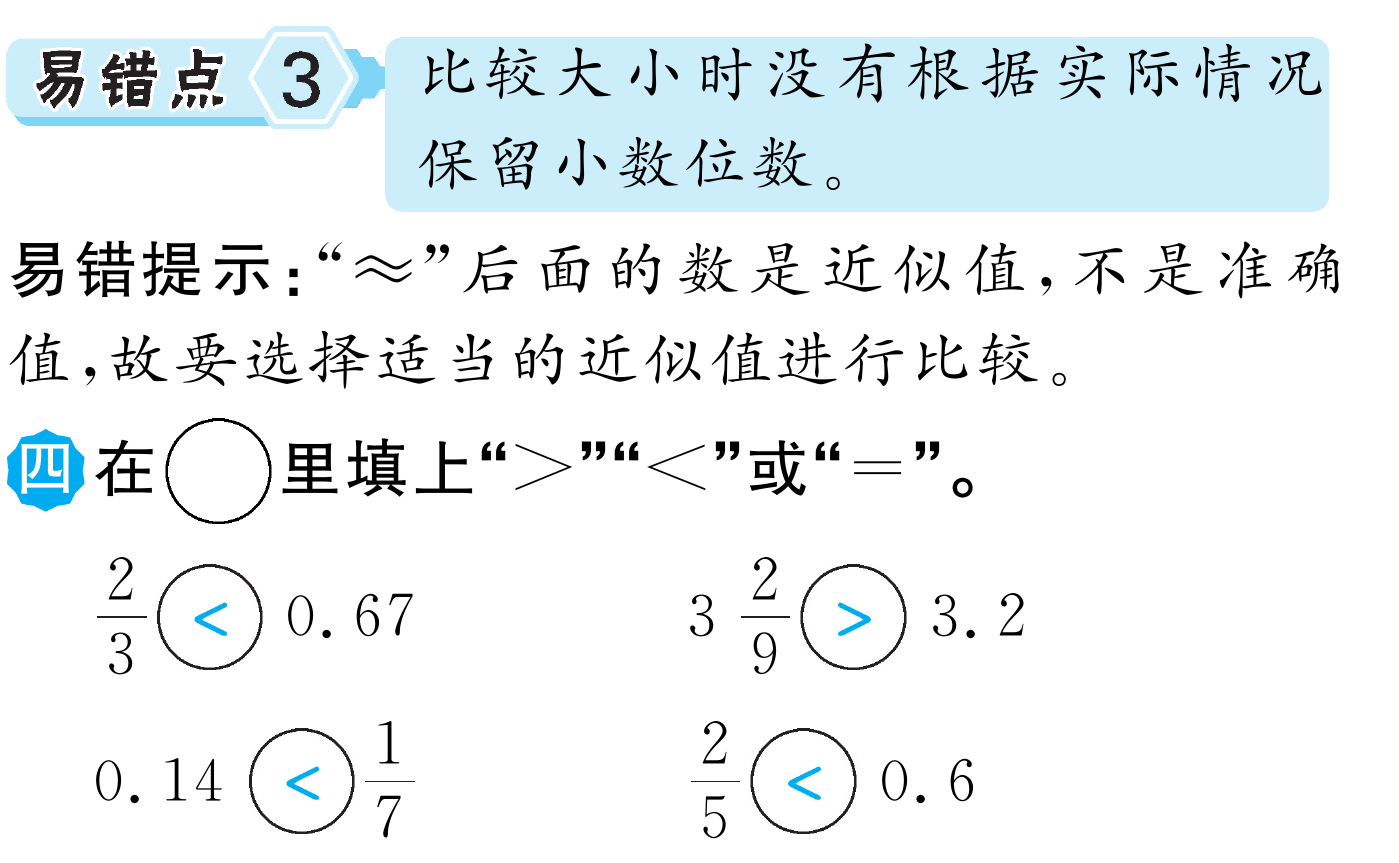 易错点 3 比较大小时没有根据实际情况
保留小数位数。
易错提示:“≈”后面的数是近似值,不是准确
值,故要选择适当的近似值进行比较。
四 在○里填上“>”“<”或“=”。
2/3 < 0.67 3 2/9 > 3.2
0.14 < 1/7 2/5 < 0.6